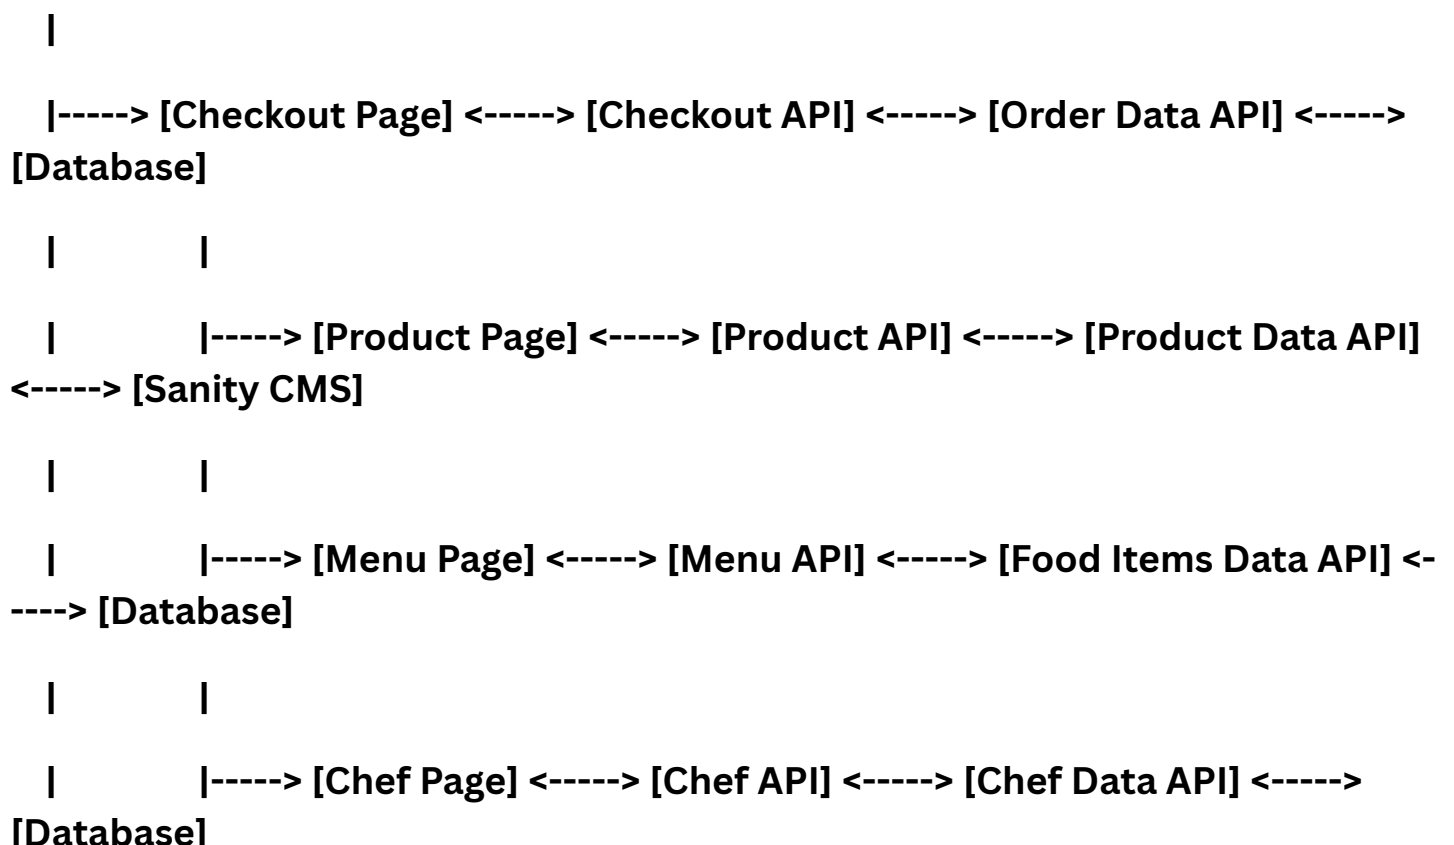 |
|-----> [Checkout Page] <-----> [Checkout API] <-----> [Order Data API] <----->
[Database]
| |
| |-----> [Product Page] <-----> [Product API] <-----> [Product Data API]
<-----> [Sanity CMS]
| |
| |-----> [Menu Page] <-----> [Menu API] <-----> [Food Items Data API] <-
----> [Database]
| |
| |-----> [Chef Page] <-----> [Chef API] <-----> [Chef Data API] <----->
[Database]